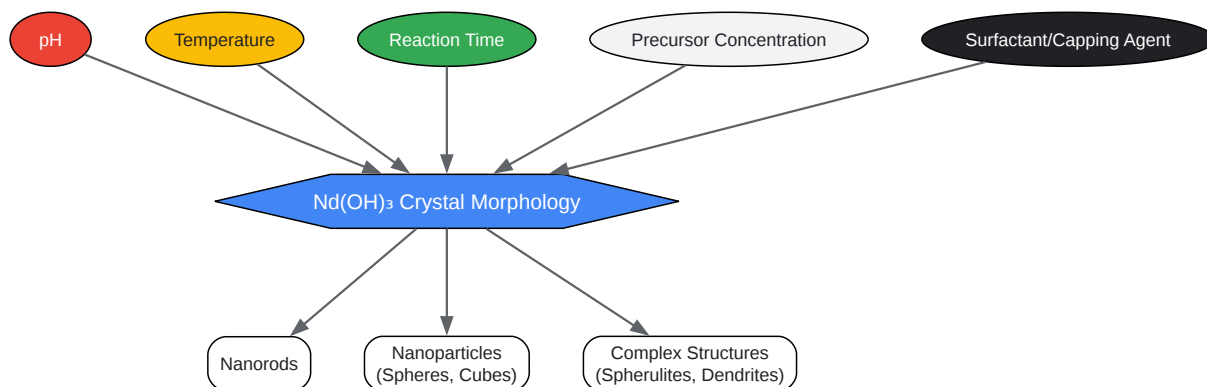 pH
Temperature
Reaction Time
Precursor Concentration
Surfactant/Capping Agent
Nd(OH)₃ Crystal Morphology
Nanorods
Nanoparticles
(Spheres, Cubes)
Complex Structures
(Spherulites, Dendrites)